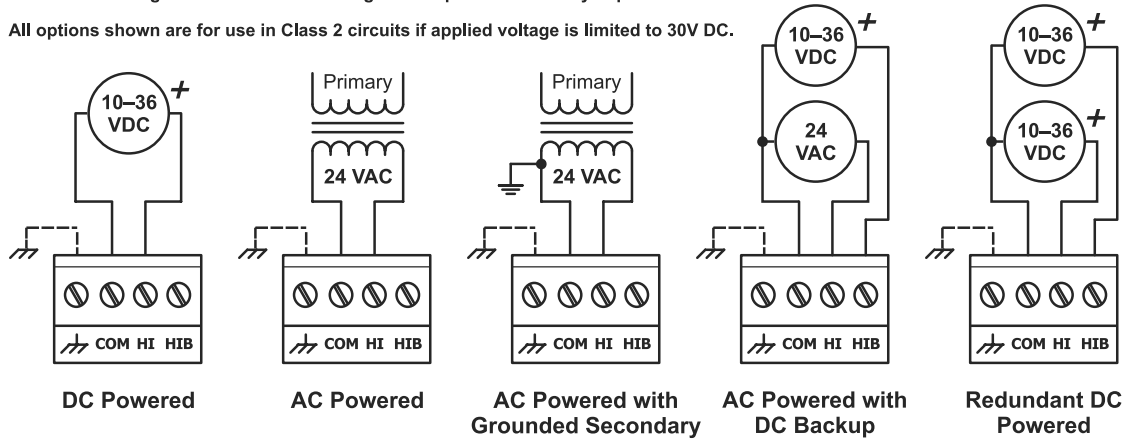 All options shown are for use in Class 2 circuits if applied voltage is limited to 30V DC.
10–36
VDC
+
COM HI HIB
DC Powered
Primary
24 VAC
COM HI HIB
AC Powered
Primary
24 VAC
COM HI HIB
AC Powered with
Grounded Secondary
10–36
VDC
+
24
VAC
COM HI HIB
AC Powered with
DC Backup
10–36
VDC
+
10–36
VDC
+
COM HI HIB
Redundant DC
Powered